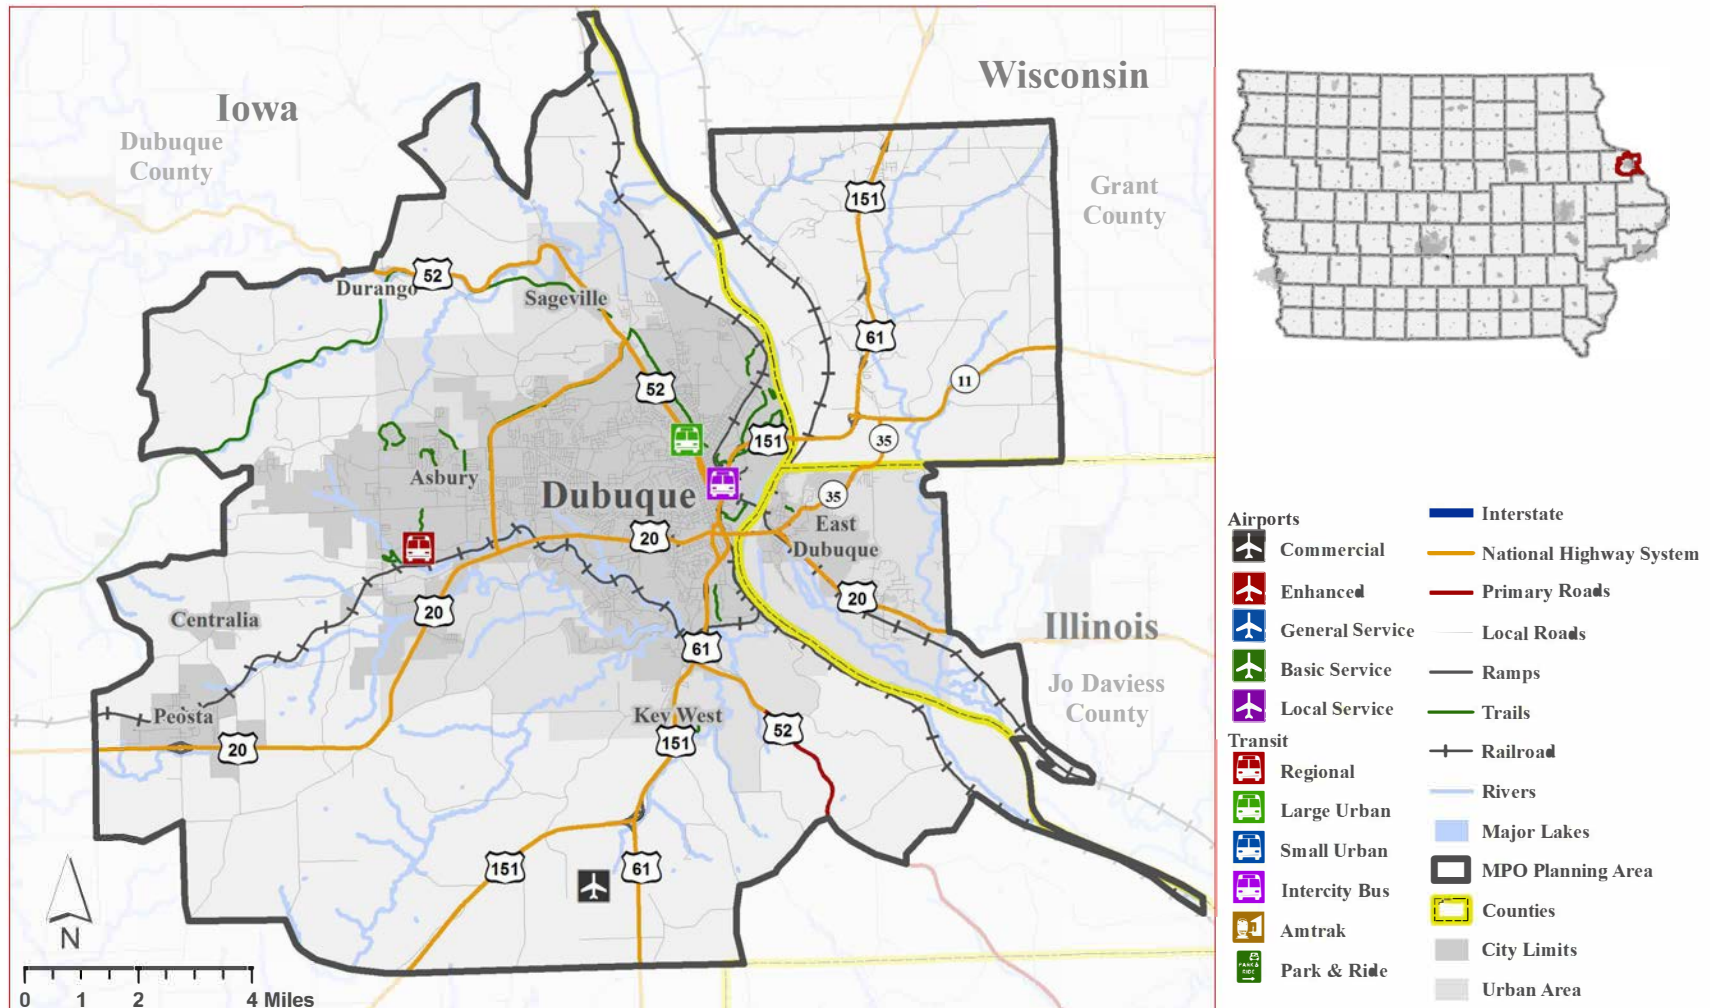 Wisconsin
Iowa
Dubuque
County
Grant
County
151
52
Durango
Sageville
61
11
52
151
35
Asbury
Dubuque
35
East
Dubuque
20
20
20
Centralia
61
Illinois
Jo Daviess
County
Peosta
Key West
52
151
20
151
61
N
0
1
2
4 Miles
Airports
Commercial
Enhanced
General Service
Basic Service
Local Service
Transit
Regional
Large Urban
Small Urban
Intercity Bus
Amtrak
PARK &
RIDE
Park & Ride
Interstate
National Highway System
Primary Roads
Local Roads
Ramps
Trails
Railroad
Rivers
Major Lakes
MPO Planning Area
Counties
City Limits
Urban Area